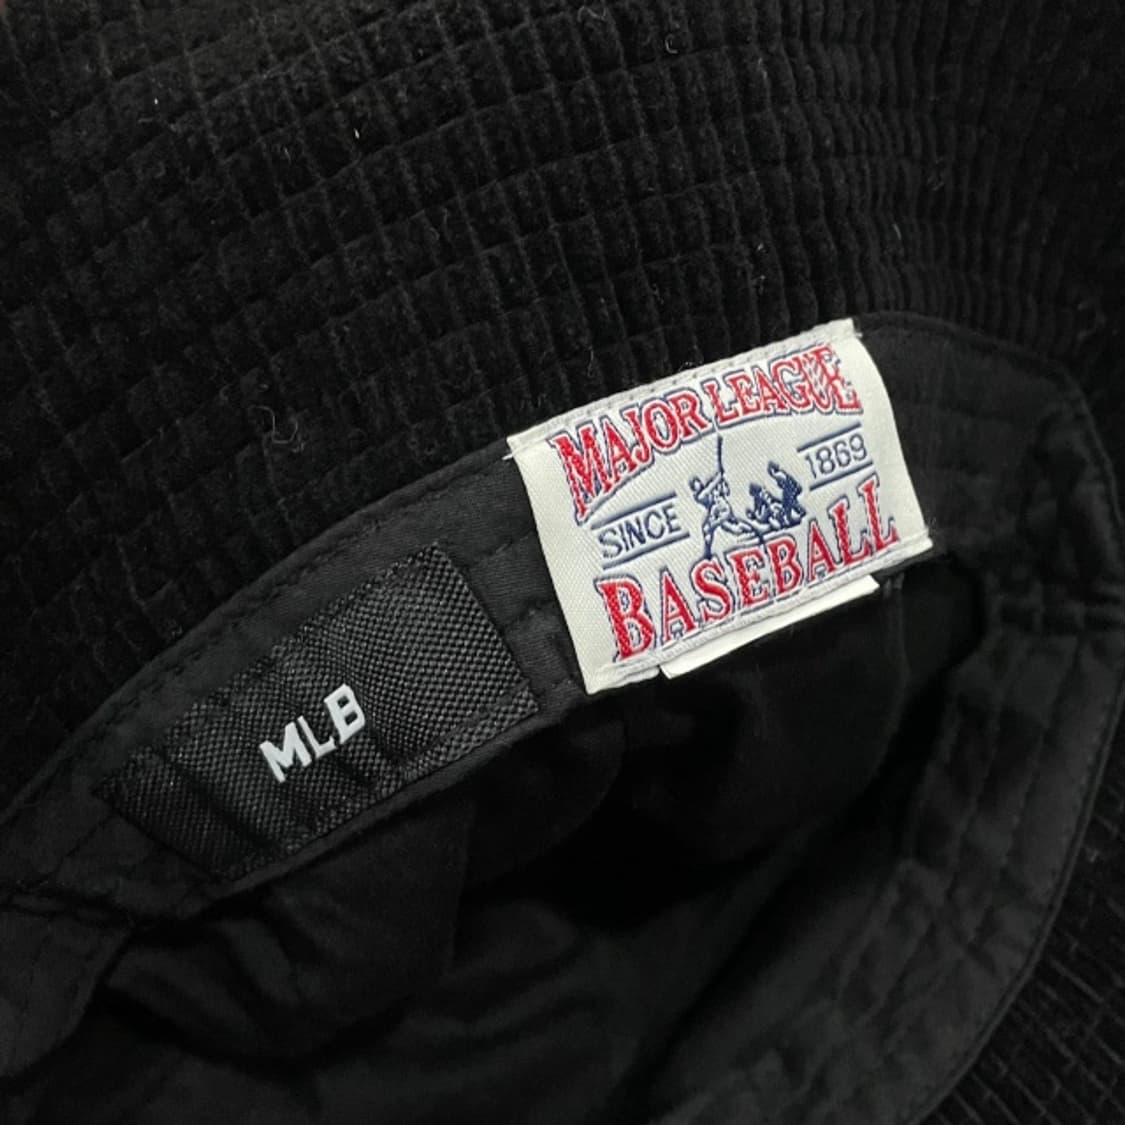 MAJOR LEAGUE
SINCE 1869
BASEBALL
MLB